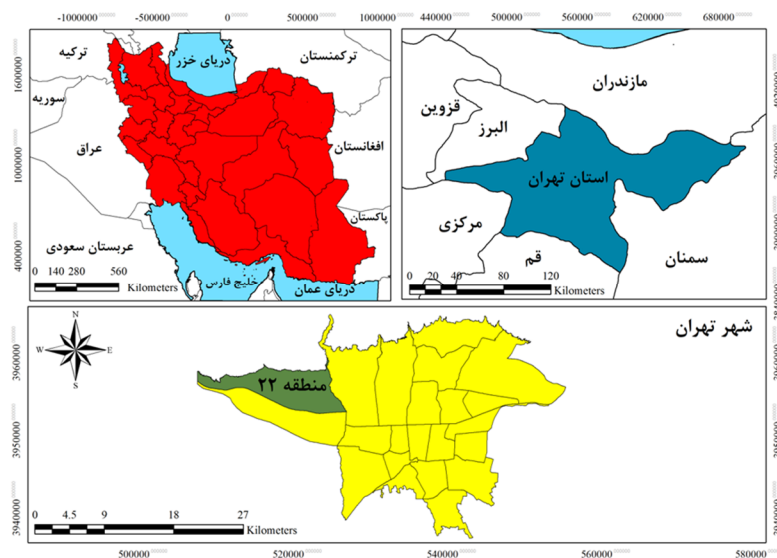 -1000000 -500000 0 500000 1000000
1600000
1000000
400000
ترکیه
دریای خزر
ترکمنستان
سوریه
عراق
افغانستان
پاکستان
عربستان سعودی
خلیج فارس
دریای عمان
0 140 280 560
Kilometers
440000 500000 560000 620000 680000
مازندران
قزوین
البرز
استان تهران
مرکزی
قم
سمنان
0 20 40 80 120
Kilometers
شهر تهران
N
W E
S
منطقه ۲۲
3960000
3950000
3940000
0 4.5 9 18 27
Kilometers
500000 520000 540000 560000 580000